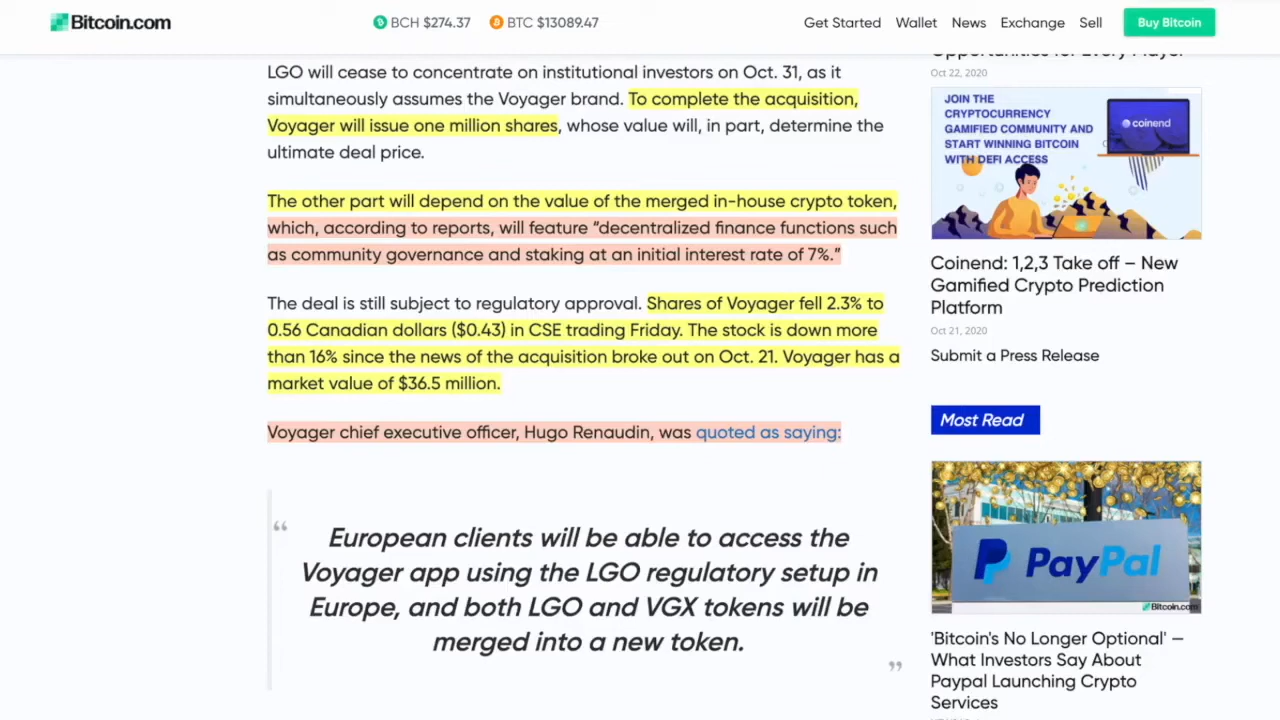 Bitcoin.com
BCH $274.37
BTC $13089.47
Get Started
Wallet
News
Exchange
Sell
Buy Bitcoin
LGO will cease to concentrate on institutional investors on Oct. 31, as it
simultaneously assumes the Voyager brand. To complete the acquisition,
Voyager will issue one million shares, whose value will, in part, determine the
ultimate deal price.
The other part will depend on the value of the merged in-house crypto token,
which, according to reports, will feature “decentralized finance functions such
as community governance and staking at an initial interest rate of 7%.”
The deal is still subject to regulatory approval. Shares of Voyager fell 2.3% to
0.56 Canadian dollars ($0.43) in CSE trading Friday. The stock is down more
than 16% since the news of the acquisition broke out on Oct. 21. Voyager has a
market value of $36.5 million.
Voyager chief executive officer, Hugo Renaudin, was quoted as saying:
“
European clients will be able to access the
Voyager app using the LGO regulatory setup in
Europe, and both LGO and VGX tokens will be
merged into a new token.
”
Opportunities for Every Player
Oct 22, 2020
JOIN THE
CRYPTOCURRENCY
GAMIFIED COMMUNITY AND
START WINNING BITCOIN
WITH DEFI ACCESS
coinend
Coinend: 1,2,3 Take off – New
Gamified Crypto Prediction
Platform
Oct 21, 2020
Submit a Press Release
Most Read
PayPal
Bitcoin.com
'Bitcoin's No Longer Optional' —
What Investors Say About
Paypal Launching Crypto
Services